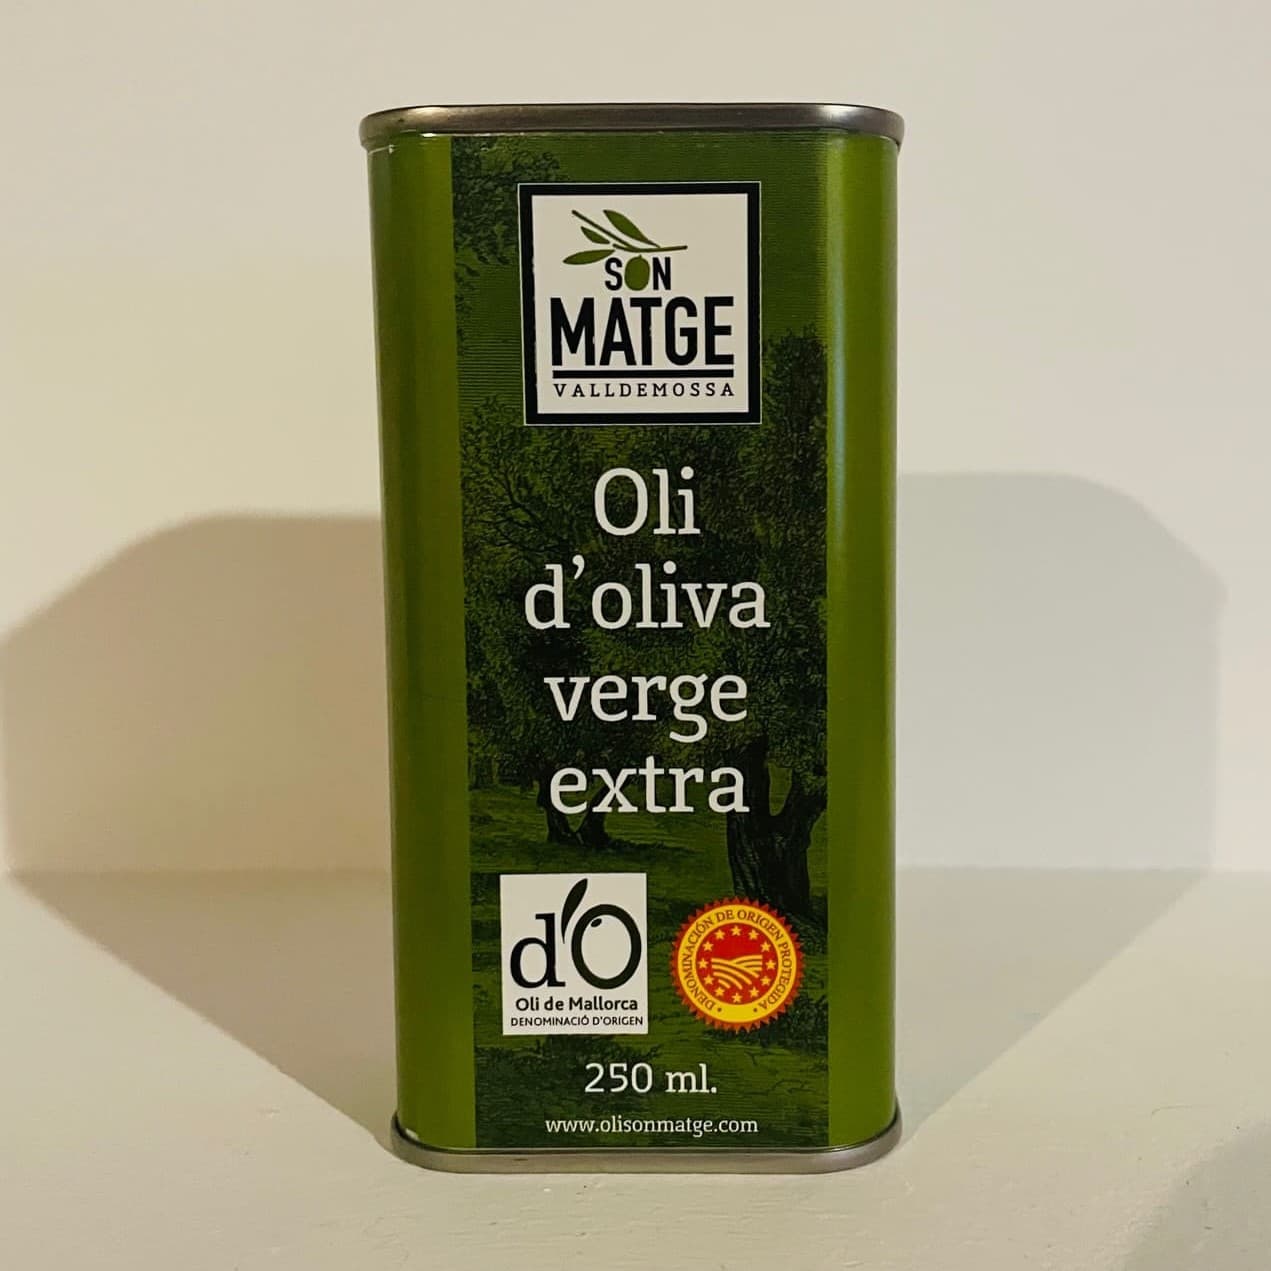 SON
MATGE
VALLDEMOSSA
Oli
d'oliva
verge
extra
d'O
Oli de Mallorca
DENOMINACIÓ D'ORIGEN
DENOMINACIÓN DE ORIGEN PROTEGIDA
250 ml.
www.olisonmatge.com